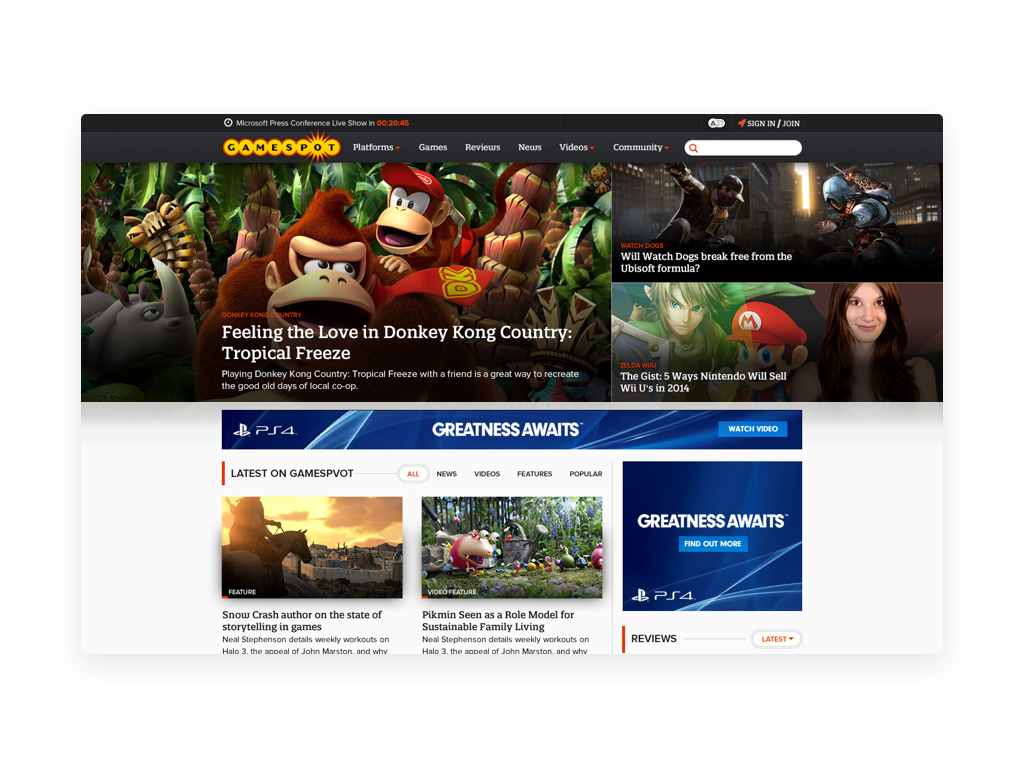 Microsoft Press Conference Live Show in 00:20:45
SIGN IN / JOIN
GAMESPOT
Platforms
Games
Reviews
News
Videos
Community
DONKEY KONG COUNTRY
Feeling the Love in Donkey Kong Country:
Tropical Freeze
Playing Donkey Kong Country: Tropical Freeze with a friend is a great way to recreate
the good old days of local co-op.
DK
WATCH DOGS
Will Watch Dogs break free from the
Ubisoft formula?
M
ZELDA WIIU
The Gist: 5 Ways Nintendo Will Sell
Wii U's in 2014
PS4
GREATNESS AWAITS™
WATCH VIDEO
LATEST ON GAMESPVOT
ALL
NEWS
VIDEOS
FEATURES
POPULAR
FEATURE
Snow Crash author on the state of
storytelling in games
Neal Stephenson details weekly workouts on
Halo 3, the appeal of John Marston, and why
VIDEO FEATURE
Pikmin Seen as a Role Model for
Sustainable Family Living
Neal Stephenson details weekly workouts on
Halo 3, the appeal of John Marston, and why
GREATNESS AWAITS™
FIND OUT MORE
PS4
REVIEWS
LATEST